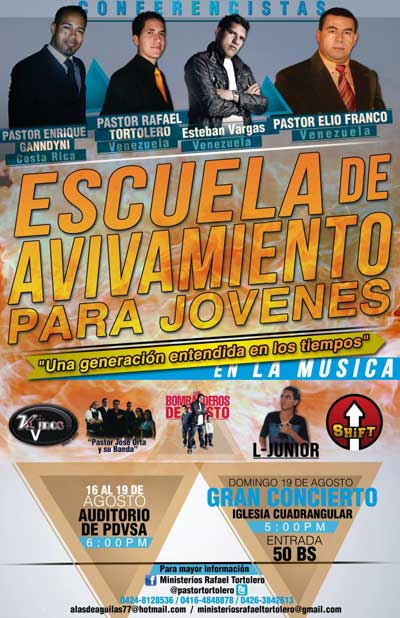 CONFERENCISTAS
PASTOR ENRIQUE
GANNDYNI
Costa Rica
PASTOR RAFAEL
TORTOLERO
Venezuela
Esteban Vargas
Venezuela
PASTOR ELIO FRANCO
Venezuela
ESCUELA DE
AVIVAMIENTO
PARA JOVENES
"Una generación entendida en los tiempos"
EN LA MUSICA
"Pastor José Orta
y su Banda"
L-JUNIOR
SHiFT
16 AL 19 DE
AGOSTO
AUDITORIO
DE PDVSA
6:00PM
DOMINGO 19 DE AGOSTO
GRAN CONCIERTO
IGLESIA CUADRANGULAR
5:00PM
ENTRADA
50 BS
Para mayor información
Ministerios Rafael Tortolero
@pastortortolero
0424-8128536 / 0416-4848878 / 0426-3842613
alasdeaguilas77@hotmail.com / ministeriosrafaeltortolero@gmail.com